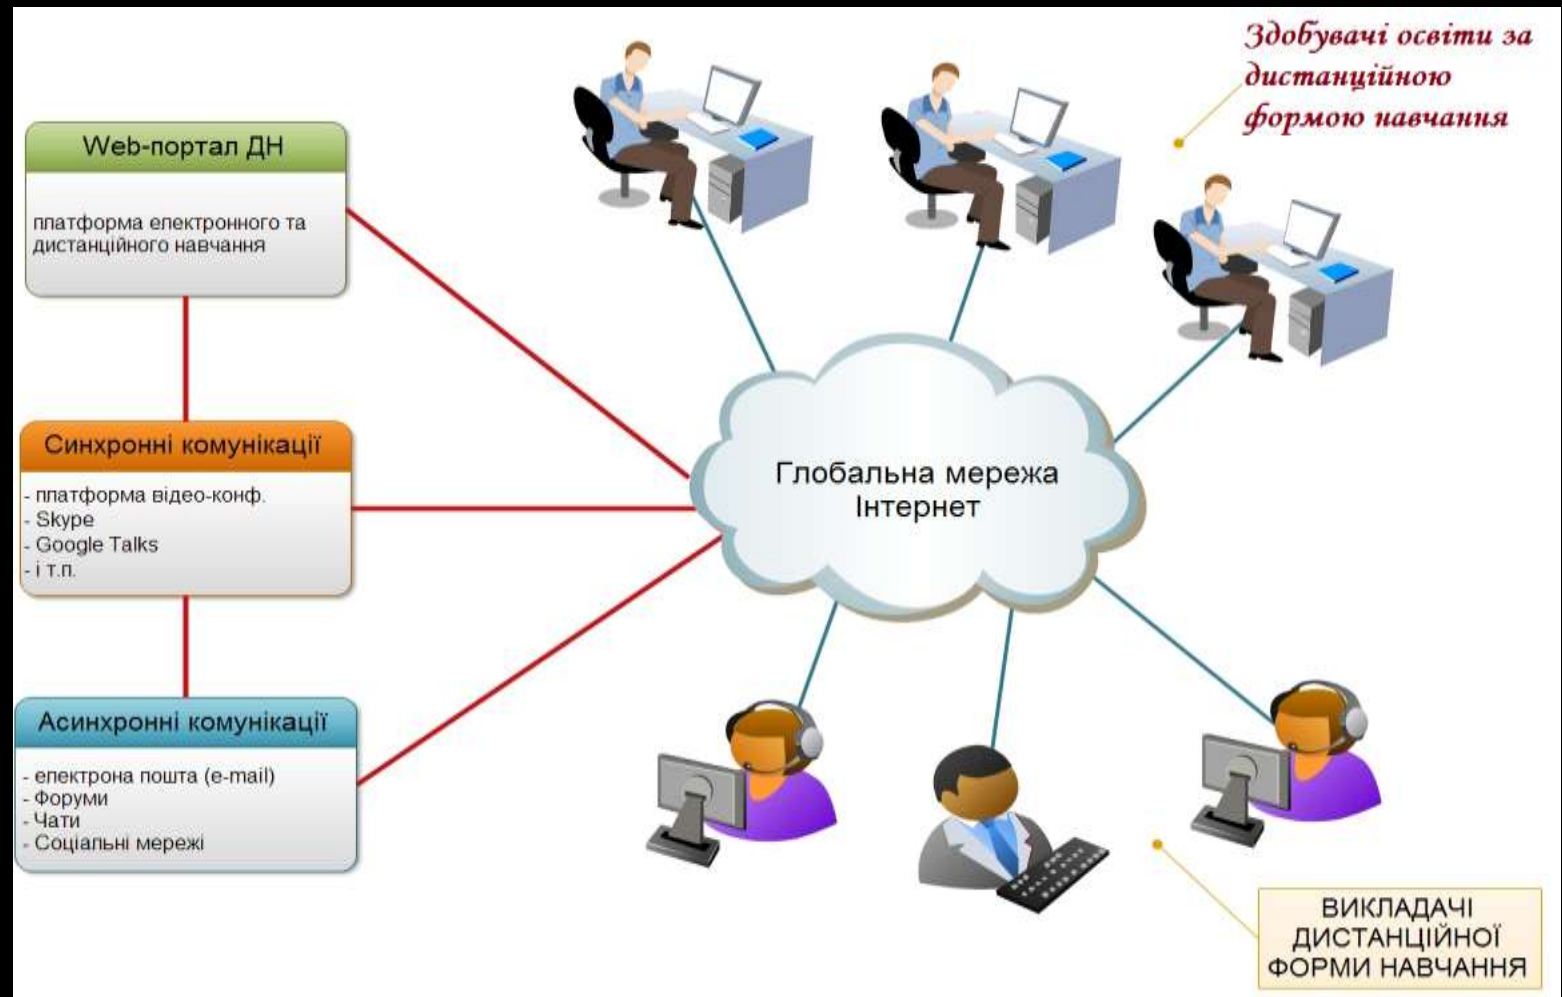 Здобувачі освіти за
дистанційною
формою навчання
Web-портал ДН
платформа електронного та
дистанційного навчання
Синхронні комунікації
- платформа відео-конф.
- Skype
- Google Talks
- і т.п.
Глобальна мережа
Інтернет
Асинхронні комунікації
- електрона пошта (e-mail)
- Форуми
- Чати
- Соціальні мережі
ВИКЛАДАЧІ
ДИСТАНЦІЙНОЇ
ФОРМИ НАВЧАННЯ